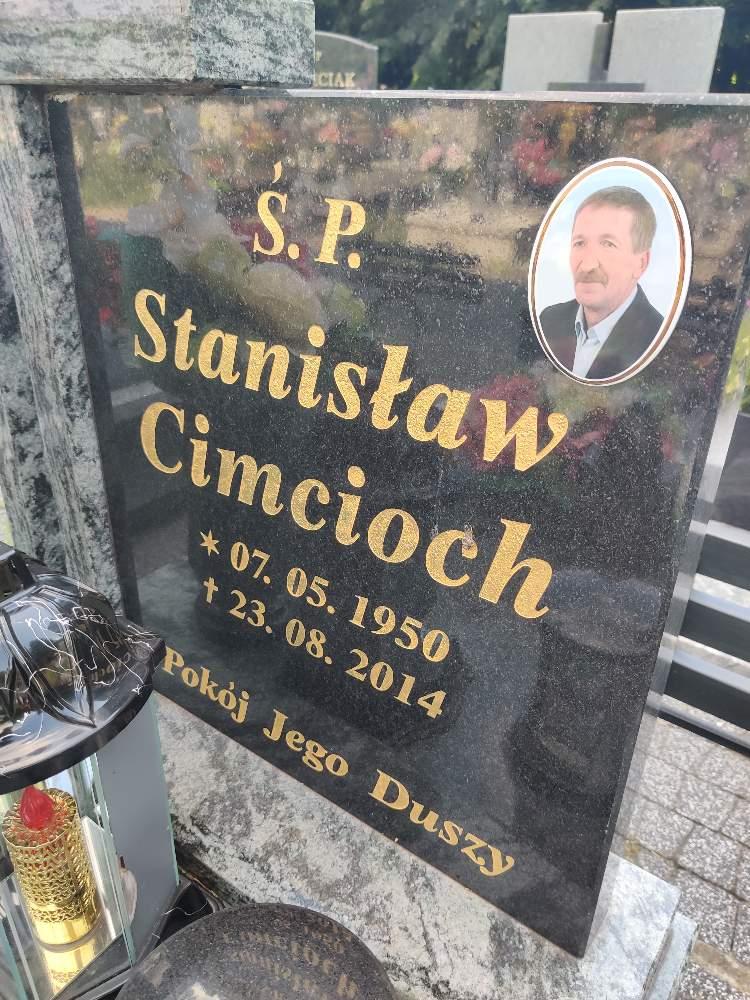 Ś. P.
Stanisław
Cimcioch
* 07. 05. 1950
† 23. 08. 2014
Pokój Jego Duszy